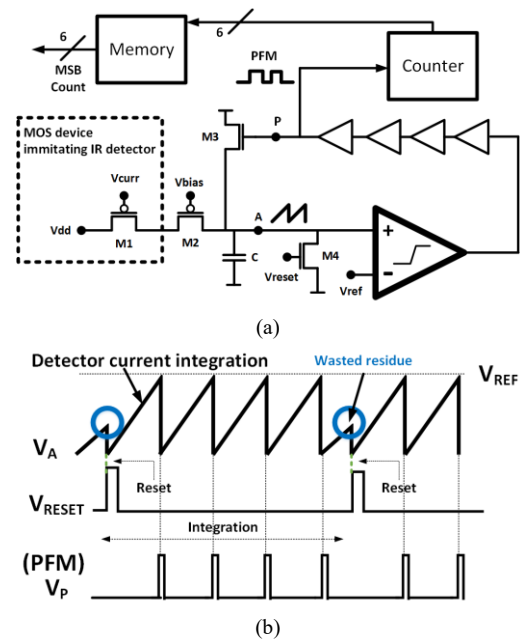 6
MSB
Count
Memory
6
PFM
Counter
MOS device
immitating IR detector
M3
P
Vcurr
Vbias
Vdd
M1
M2
A
C
Vreset
M4
Vref
+
-
(a)
Detector current integration
Wasted residue
VREF
VA
Reset
Reset
VRESET
Integration
(PFM)
VP
(b)